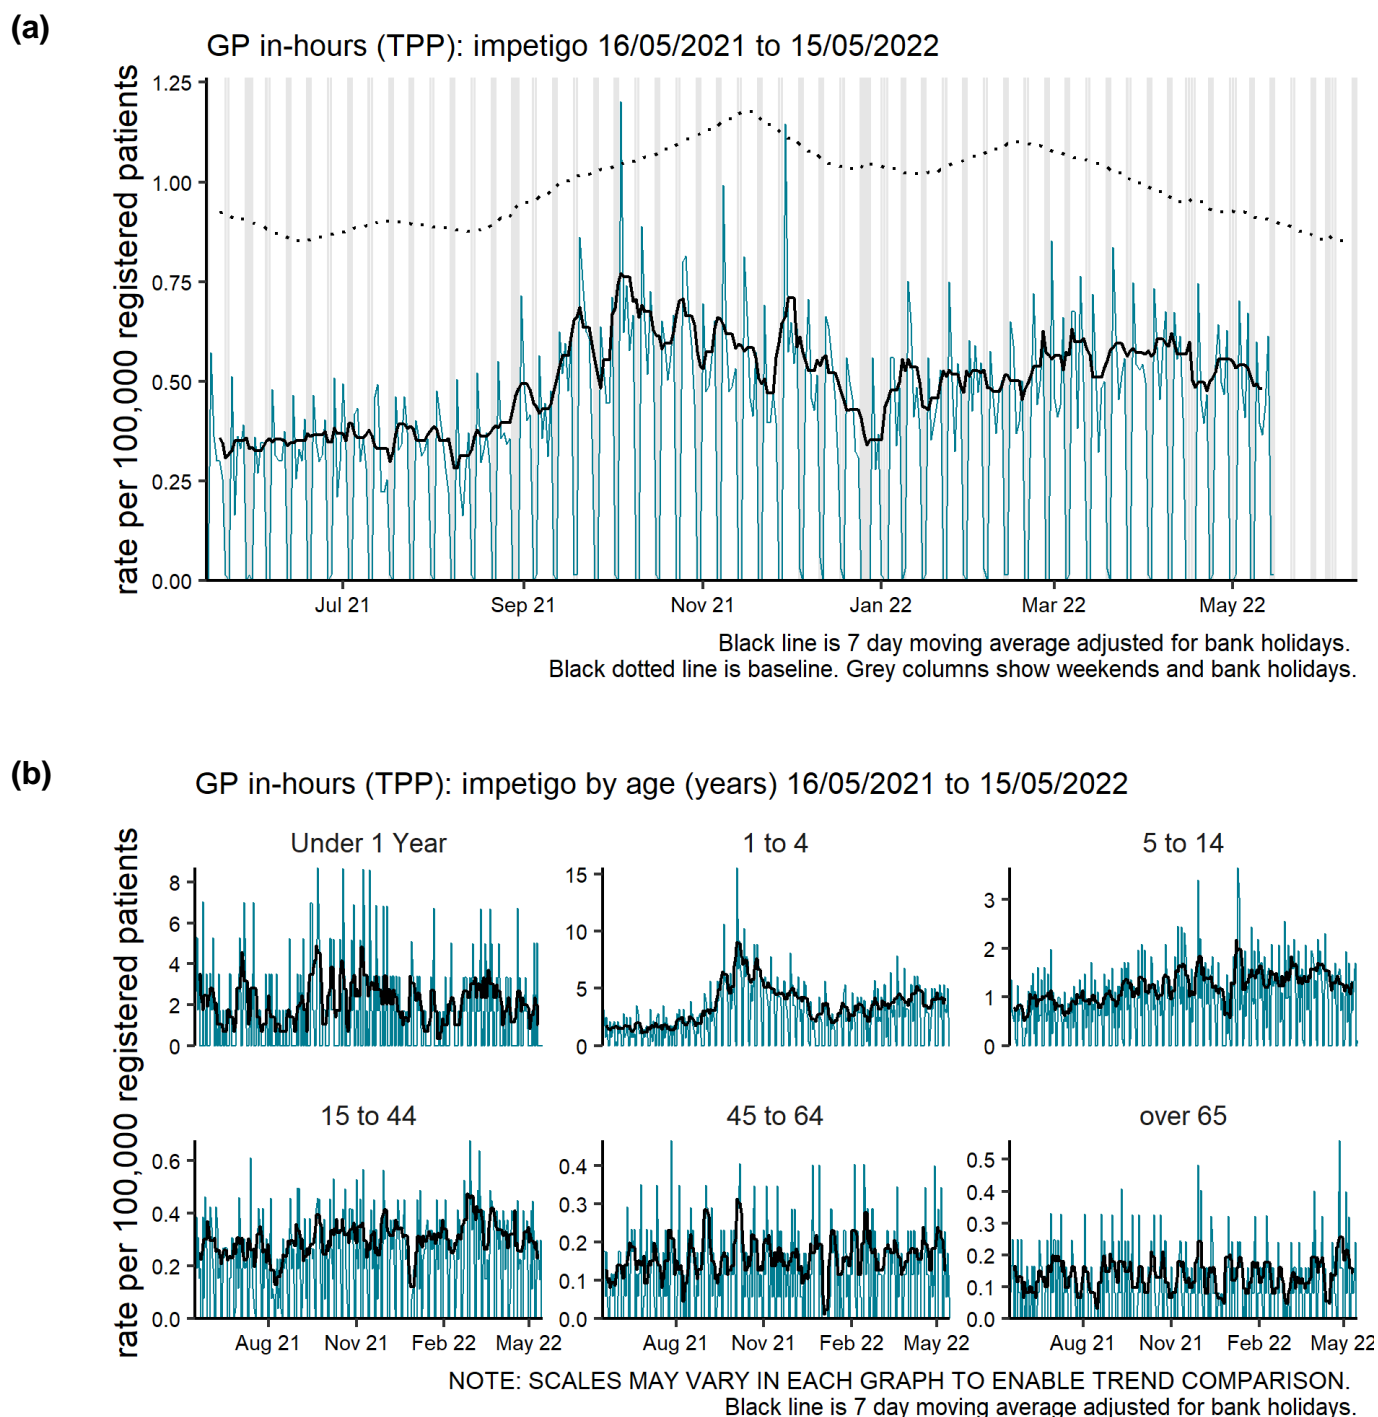 (a)
GP in-hours (TPP): impetigo 16/05/2021 to 15/05/2022
rate per 100,000 registered patients
1.25
1.00
0.75
0.50
0.25
0.00
Jul 21 Sep 21 Nov 21 Jan 22 Mar 22 May 22
Black line is 7 day moving average adjusted for bank holidays.
Black dotted line is baseline. Grey columns show weekends and bank holidays.
(b)
GP in-hours (TPP): impetigo by age (years) 16/05/2021 to 15/05/2022
rate per 100,000 registered patients
Under 1 Year
8
6
4
2
0
1 to 4
15
10
5
0
5 to 14
3
2
1
0
15 to 44
0.6
0.4
0.2
0.0
Aug 21 Nov 21 Feb 22 May 22
45 to 64
0.4
0.3
0.2
0.1
0.0
Aug 21 Nov 21 Feb 22 May 22
over 65
0.5
0.4
0.3
0.2
0.1
0.0
Aug 21 Nov 21 Feb 22 May 22
NOTE: SCALES MAY VARY IN EACH GRAPH TO ENABLE TREND COMPARISON.
Black line is 7 day moving average adjusted for bank holidays.